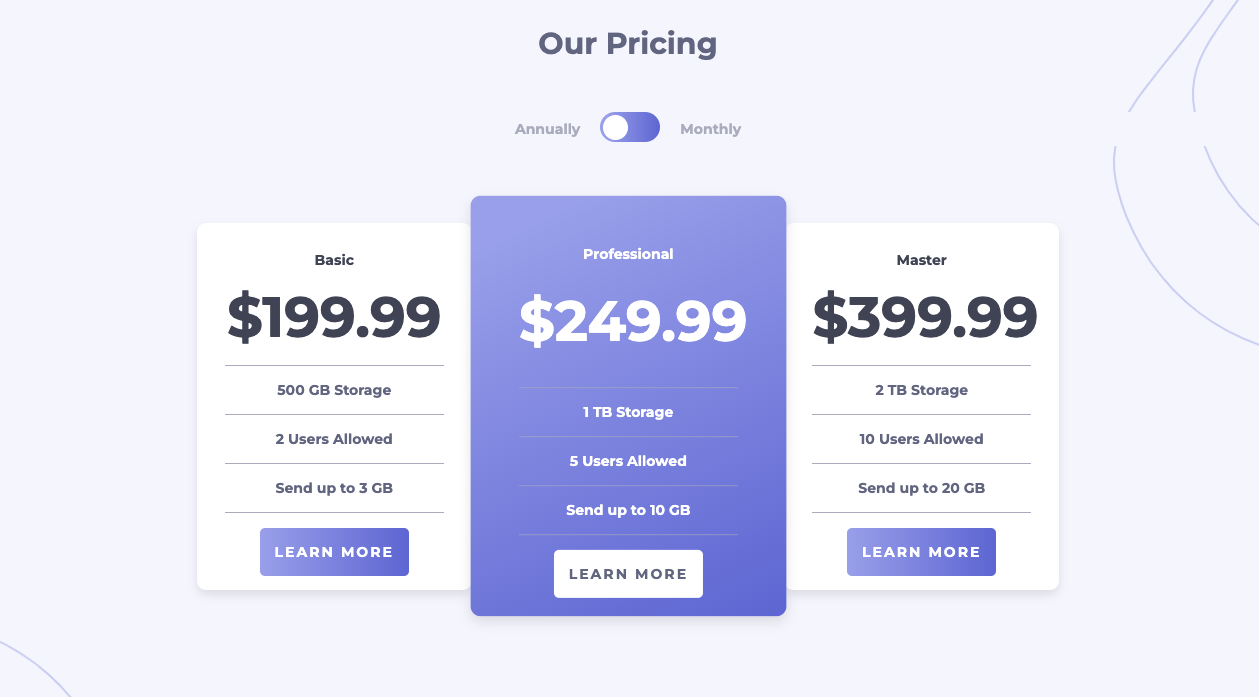 Our Pricing
Annually
Monthly
Basic
$199.99
500 GB Storage
2 Users Allowed
Send up to 3 GB
LEARN MORE
Professional
$249.99
1 TB Storage
5 Users Allowed
Send up to 10 GB
LEARN MORE
Master
$399.99
2 TB Storage
10 Users Allowed
Send up to 20 GB
LEARN MORE